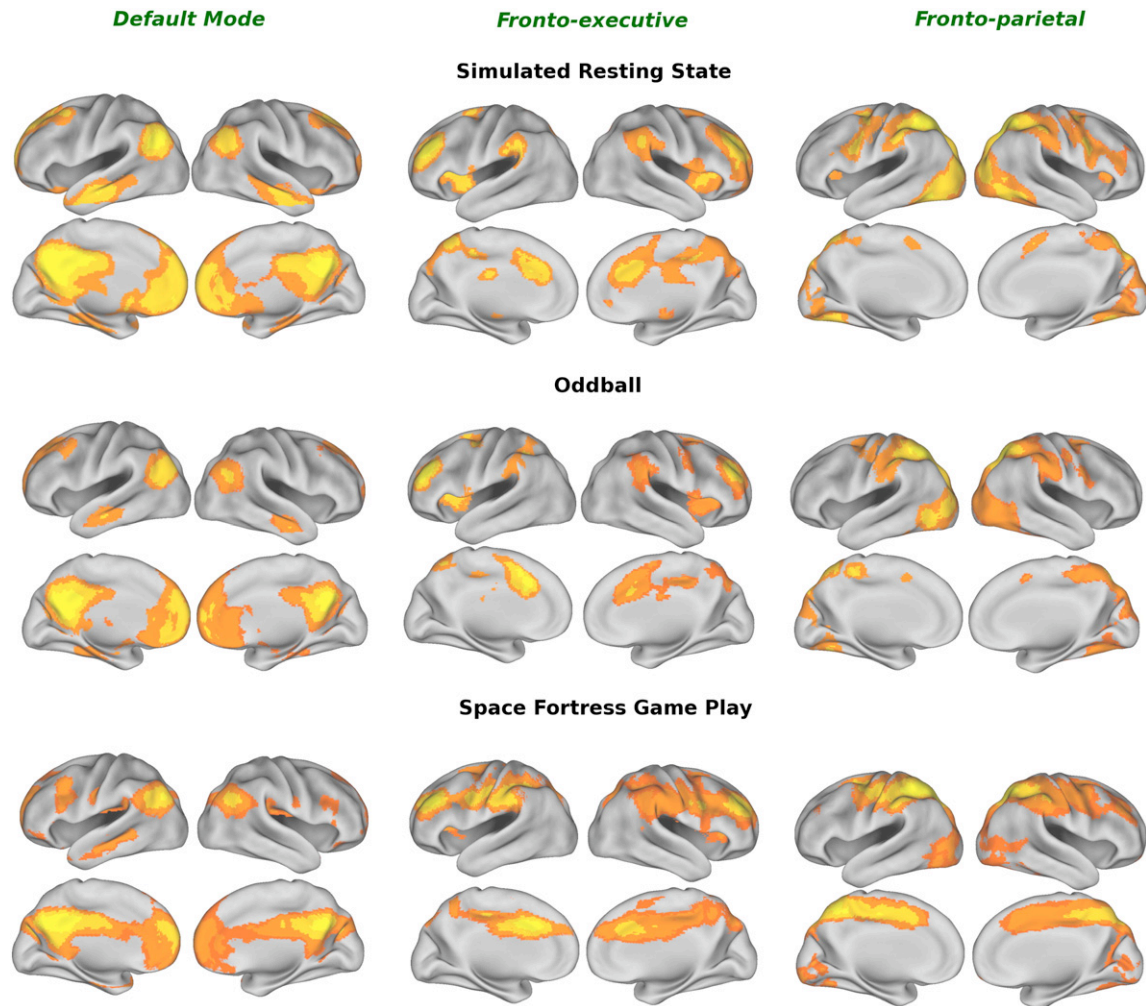 Default Mode Fronto-executive Fronto-parietal
Simulated Resting State
Oddball
Space Fortress Game Play